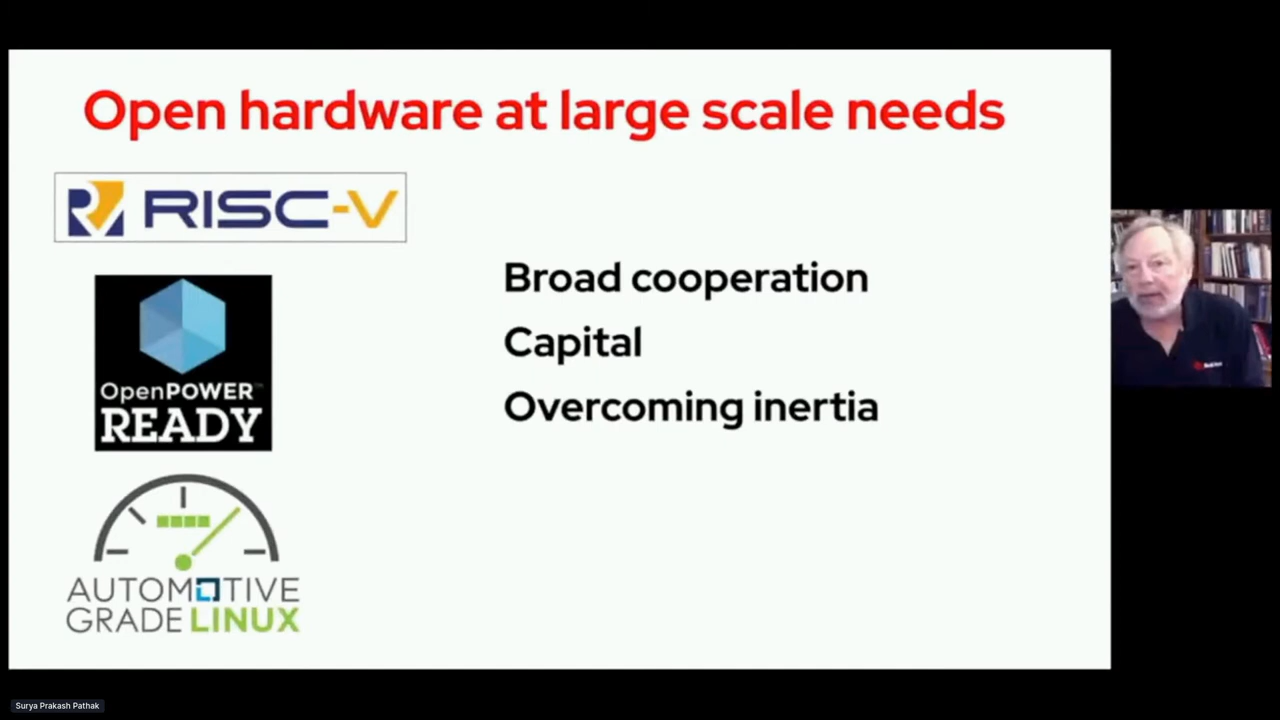 Open hardware at large scale needs
RISC-V
Broad cooperation
Capital
Overcoming inertia
OpenPOWER™
READY
AUTOMOTIVE
GRADE LINUX
Surya Prakash Pathak